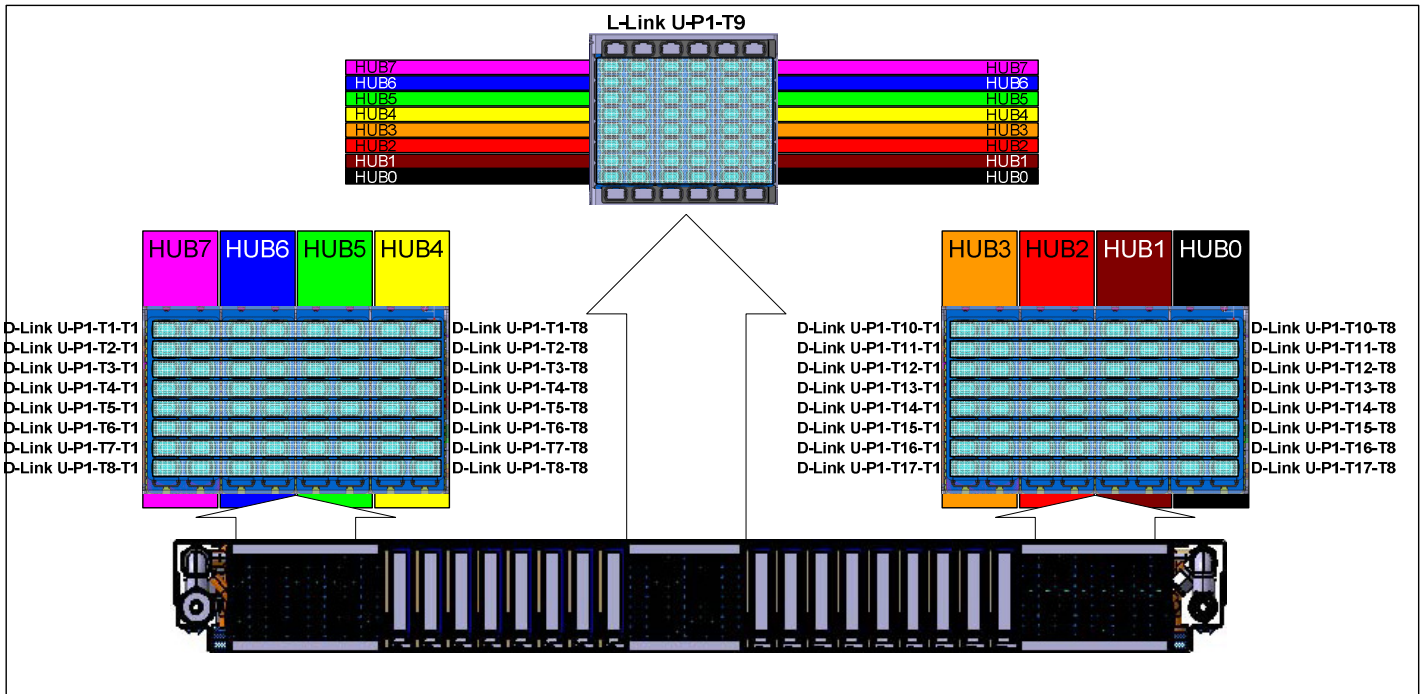 L-Link U-P1-T9
HUB7 HUB7
HUB6 HUB6
HUB5 HUB5
HUB4 HUB4
HUB3 HUB3
HUB2 HUB2
HUB1 HUB1
HUB0 HUB0
HUB7 HUB6 HUB5 HUB4 HUB3 HUB2 HUB1 HUB0
D-Link U-P1-T1-T1 D-Link U-P1-T1-T8 D-Link U-P1-T10-T1 D-Link U-P1-T10-T8
D-Link U-P1-T2-T1 D-Link U-P1-T2-T8 D-Link U-P1-T11-T1 D-Link U-P1-T11-T8
D-Link U-P1-T3-T1 D-Link U-P1-T3-T8 D-Link U-P1-T12-T1 D-Link U-P1-T12-T8
D-Link U-P1-T4-T1 D-Link U-P1-T4-T8 D-Link U-P1-T13-T1 D-Link U-P1-T13-T8
D-Link U-P1-T5-T1 D-Link U-P1-T5-T8 D-Link U-P1-T14-T1 D-Link U-P1-T14-T8
D-Link U-P1-T6-T1 D-Link U-P1-T6-T8 D-Link U-P1-T15-T1 D-Link U-P1-T15-T8
D-Link U-P1-T7-T1 D-Link U-P1-T7-T8 D-Link U-P1-T16-T1 D-Link U-P1-T16-T8
D-Link U-P1-T8-T1 D-Link U-P1-T8-T8 D-Link U-P1-T17-T1 D-Link U-P1-T17-T8